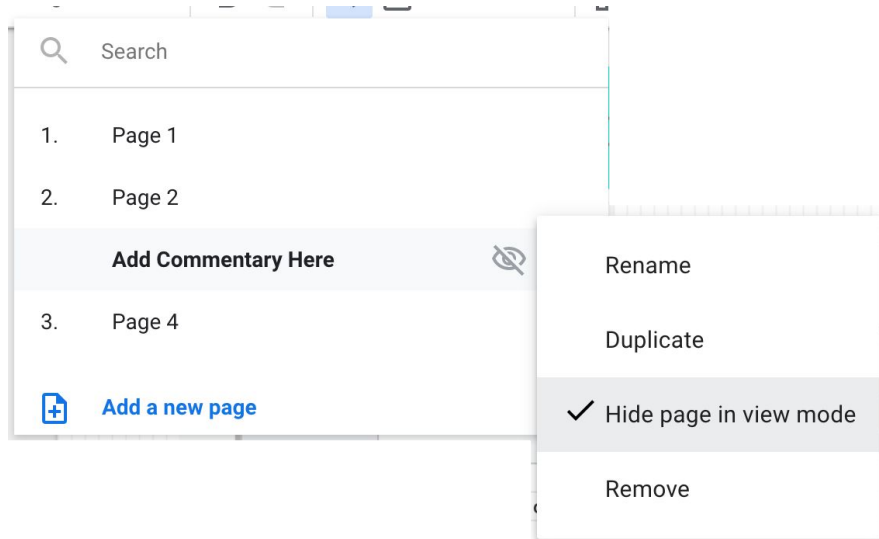 Search
1. Page 1
2. Page 2
Add Commentary Here
3. Page 4
Add a new page
Rename
Duplicate
Hide page in view mode
Remove